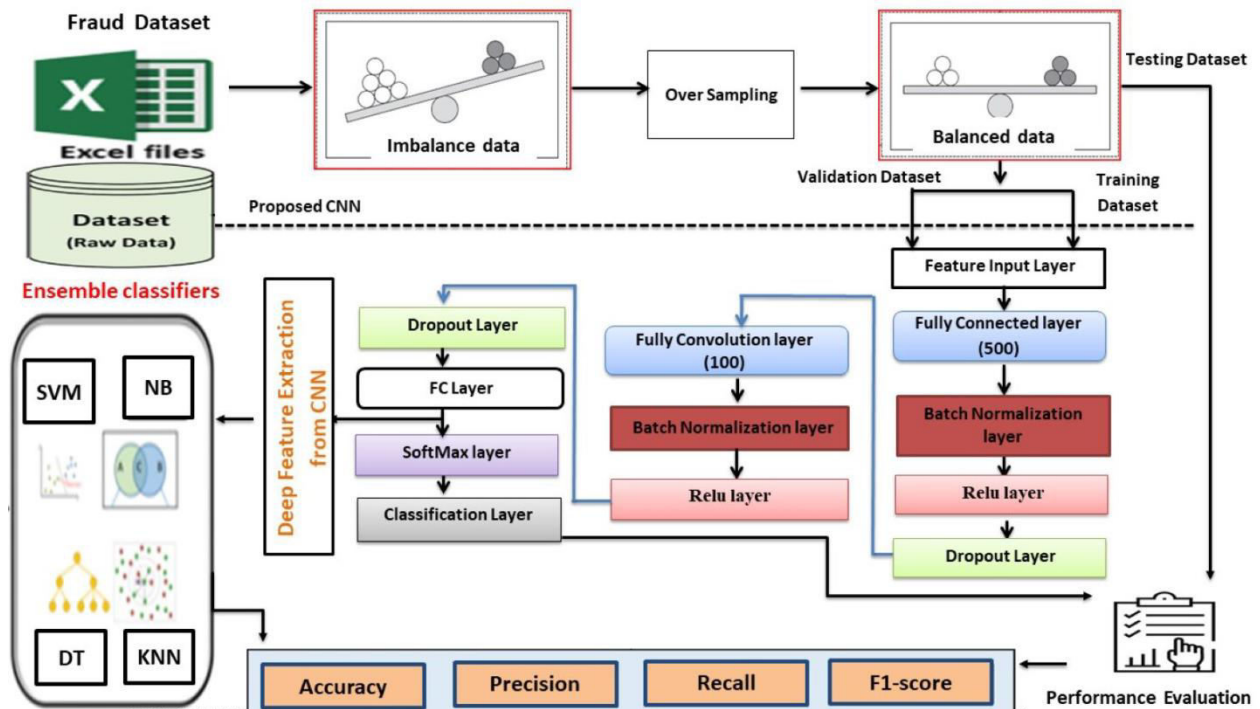 Fraud Dataset
X
Excel files
Dataset
(Raw Data)
Imbalance data
Over Sampling
Balanced data
Testing Dataset
Validation Dataset
Training
Dataset
Proposed CNN
Feature Input Layer
Fully Connected layer
(500)
Batch Normalization
layer
Relu layer
Dropout Layer
Fully Convolution layer
(100)
Batch Normalization layer
Relu layer
Dropout Layer
FC Layer
SoftMax layer
Classification Layer
Deep Feature Extraction
from CNN
Ensemble classifiers
SVM
NB
A C B
DT
KNN
Accuracy
Precision
Recall
F1-score
Performance Evaluation